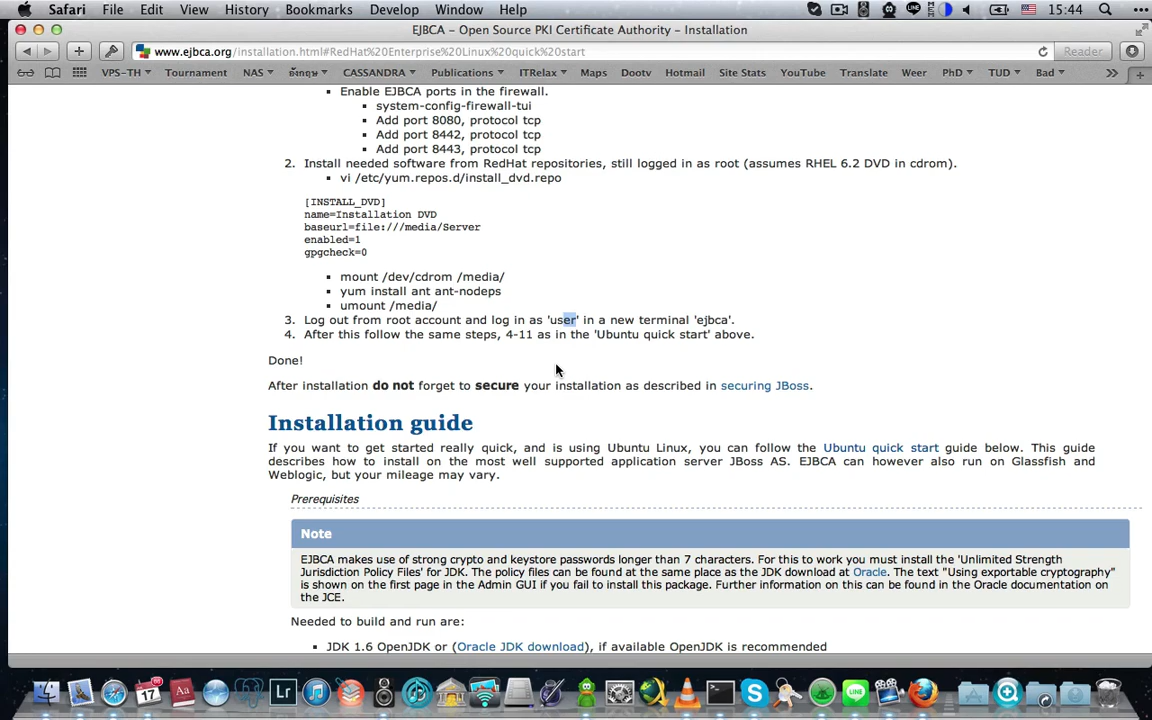 Safari File Edit View History Bookmarks Develop Window Help 15:44
EJBCA – Open Source PKI Certificate Authority – Installation
www.ejbca.org/installation.html#RedHat%20Enterprise%20Linux%20quick%20start Reader
VPS-TH Tournament NAS อังกฤษ CASSANDRA Publications ITRelax Maps Dootv Hotmail Site Stats YouTube Translate Weer PhD TUD Bad
Enable EJBCA ports in the firewall.
system-config-firewall-tui
Add port 8080, protocol tcp
Add port 8442, protocol tcp
Add port 8443, protocol tcp
2. Install needed software from RedHat repositories, still logged in as root (assumes RHEL 6.2 DVD in cdrom).
vi /etc/yum.repos.d/install_dvd.repo
[INSTALL_DVD]
name=Installation DVD
baseurl=file:///media/Server
enabled=1
gpgcheck=0
mount /dev/cdrom /media/
yum install ant ant-nodeps
umount /media/
3. Log out from root account and log in as 'user' in a new terminal 'ejbca'.
4. After this follow the same steps, 4-11 as in the 'Ubuntu quick start' above.
Done!
After installation do not forget to secure your installation as described in securing JBoss.
Installation guide
If you want to get started really quick, and is using Ubuntu Linux, you can follow the Ubuntu quick start guide below. This guide
describes how to install on the most well supported application server JBoss AS. EJBCA can however also run on Glassfish and
Weblogic, but your mileage may vary.
Prerequisites
Note
EJBCA makes use of strong crypto and keystore passwords longer than 7 characters. For this to work you must install the 'Unlimited Strength
Jurisdiction Policy Files' for JDK. The policy files can be found at the same place as the JDK download at Oracle. The text "Using exportable cryptography"
is shown on the first page in the Admin GUI if you fail to install this package. Further information on this can be found in the Oracle documentation on
the JCE.
Needed to build and run are:
JDK 1.6 OpenJDK or (Oracle JDK download), if available OpenJDK is recommended
17 Aa Lr LINE